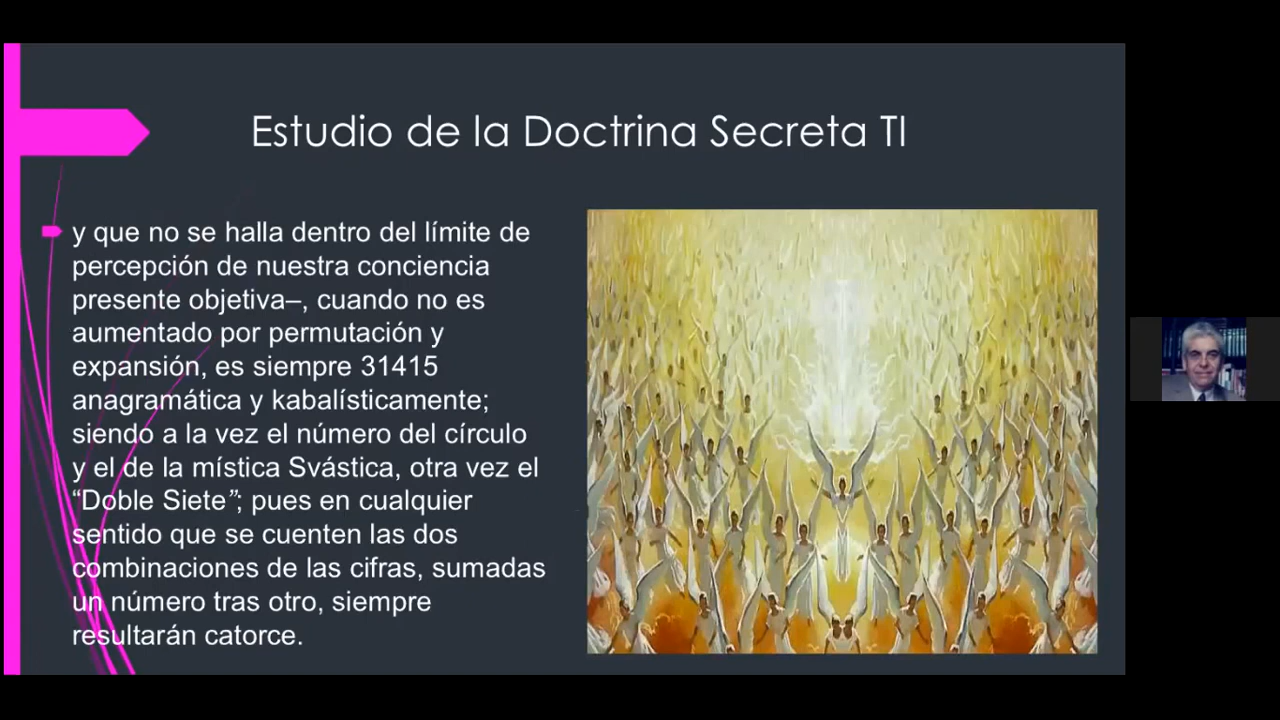 Estudio de la Doctrina Secreta TI
y que no se halla dentro del límite de
percepción de nuestra conciencia
presente objetiva–, cuando no es
aumentado por permutación y
expansión, es siempre 31415
anagramática y kabalísticamente;
siendo a la vez el número del círculo
y el de la mística Svástica, otra vez el
“Doble Siete”; pues en cualquier
sentido que se cuenten las dos
combinaciones de las cifras, sumadas
un número tras otro, siempre
resultarán catorce.